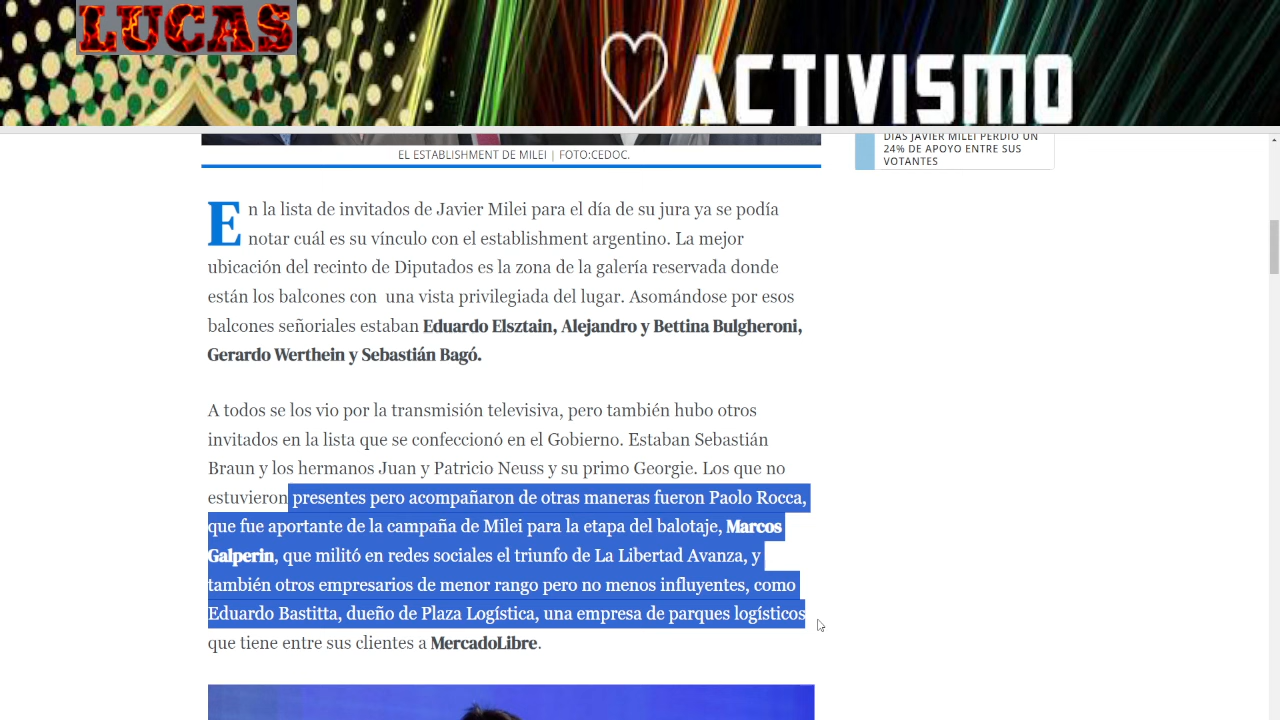 LUCAS
ACTIVISMO
EL ESTABLISHMENT DE MILEI | FOTO:CEDOC.
DÍAS JAVIER MILEI PERDIÓ UN
24% DE APOYO ENTRE SUS
VOTANTES
En la lista de invitados de Javier Milei para el día de su jura ya se podía
notar cuál es su vínculo con el establishment argentino. La mejor
ubicación del recinto de Diputados es la zona de la galería reservada donde
están los balcones con una vista privilegiada del lugar. Asomándose por esos
balcones señoriales estaban Eduardo Elsztain, Alejandro y Bettina Bulgheroni,
Gerardo Werthein y Sebastián Bagó.
A todos se los vio por la transmisión televisiva, pero también hubo otros
invitados en la lista que se confeccionó en el Gobierno. Estaban Sebastián
Braun y los hermanos Juan y Patricio Neuss y su primo Georgie. Los que no
estuvieron presentes pero acompañaron de otras maneras fueron Paolo Rocca,
que fue aportante de la campaña de Milei para la etapa del balotaje, Marcos
Galperin, que militó en redes sociales el triunfo de La Libertad Avanza, y
también otros empresarios de menor rango pero no menos influyentes, como
Eduardo Bastitta, dueño de Plaza Logística, una empresa de parques logísticos
que tiene entre sus clientes a MercadoLibre.